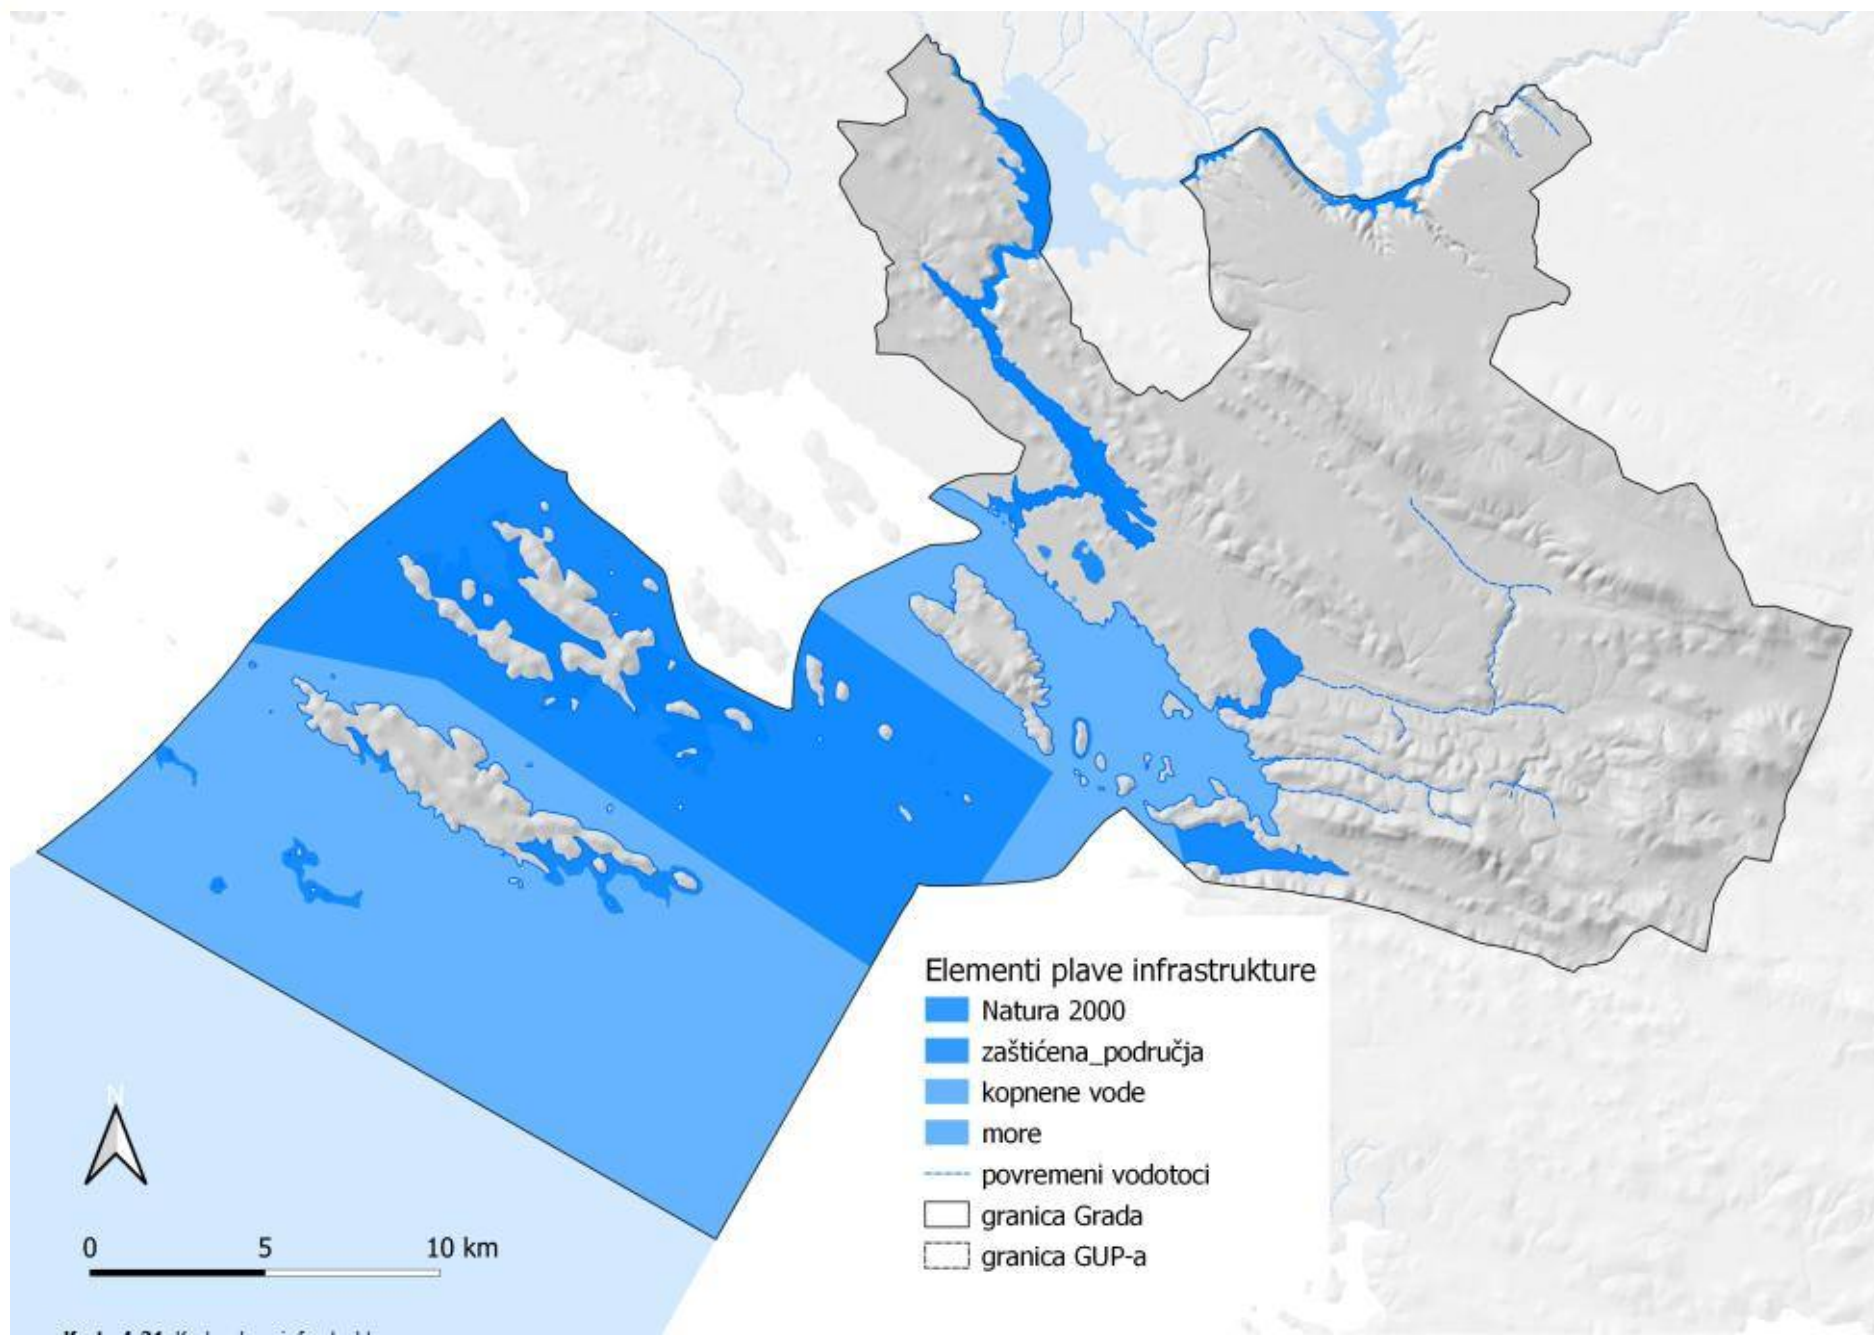 Elementi plave infrastrukture
Natura 2000
zaštićena_područja
kopnene vode
more
povremeni vodotoci
granica Grada
granica GUP-a
N
0 5 10 km